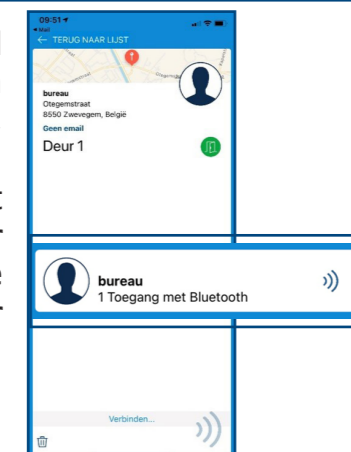 09:51
Mail
← TERUG NAAR LIJST
bureau
Otegemstraat
8550 Zwevegem, België
Geen email
Deur 1
bureau
1 Toegang met Bluetooth
Verbinden...